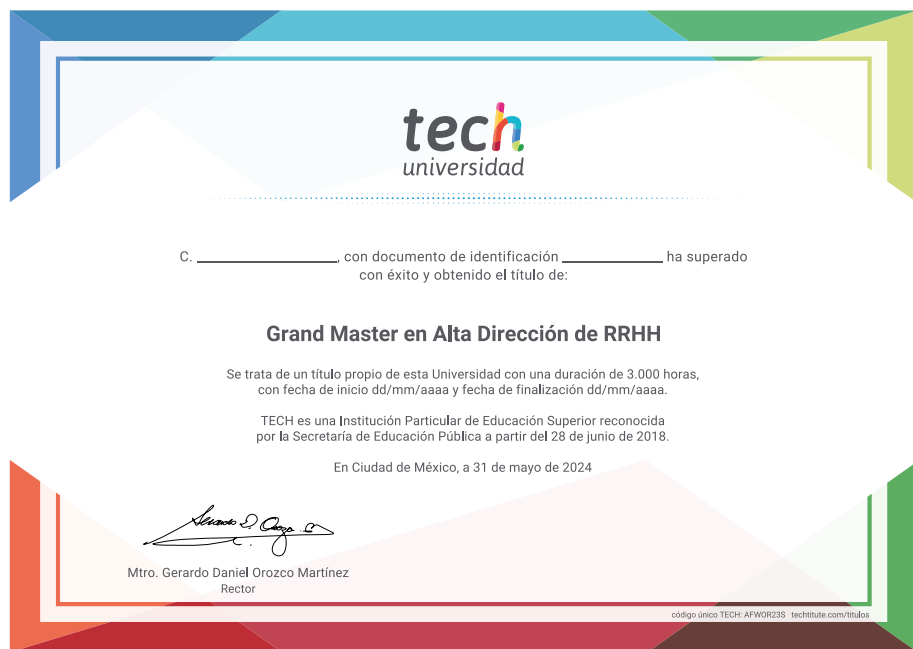 tech
universidad
C. ____________________, con documento de identificación ______________ ha superado
con éxito y obtenido el título de:
Grand Master en Alta Dirección de RRHH
Se trata de un título propio de esta Universidad con una duración de 3.000 horas,
con fecha de inicio dd/mm/aaaa y fecha de finalización dd/mm/aaaa.
TECH es una Institución Particular de Educación Superior reconocida
por la Secretaría de Educación Pública a partir del 28 de junio de 2018.
En Ciudad de México, a 31 de mayo de 2024
Mtro. Gerardo Daniel Orozco Martínez
Rector
código único TECH: AFWOR23S techtitute.com/titulos